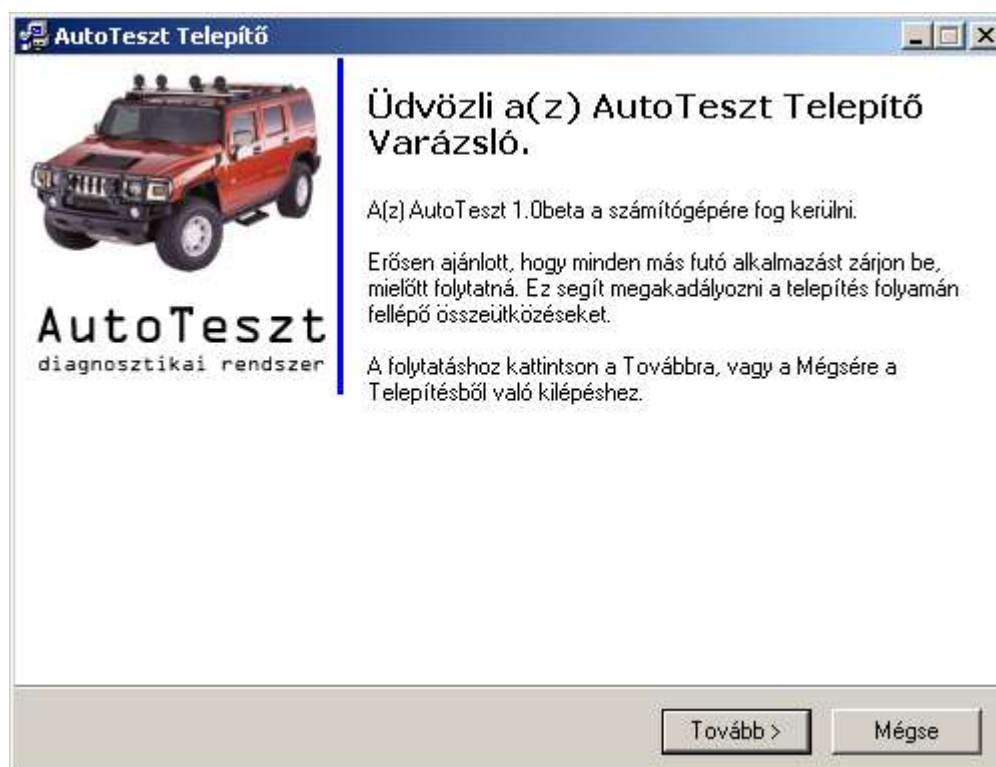 AutoTeszt Telepítő
Üdvözli a(z) AutoTeszt Telepítő
Varázsló.
A(z) AutoTeszt 1.0beta a számítógépére fog kerülni.
Erősen ajánlott, hogy minden más futó alkalmazást zárjon be,
mielőtt folytatná. Ez segít megakadályozni a telepítés folyamán
fellépő összeütközéseket.
A folytatáshoz kattintson a Továbbra, vagy a Mégsére a
Telepítésből való kilépéshez.
AutoTeszt
diagnosztikai rendszer
Tovább >
Mégse